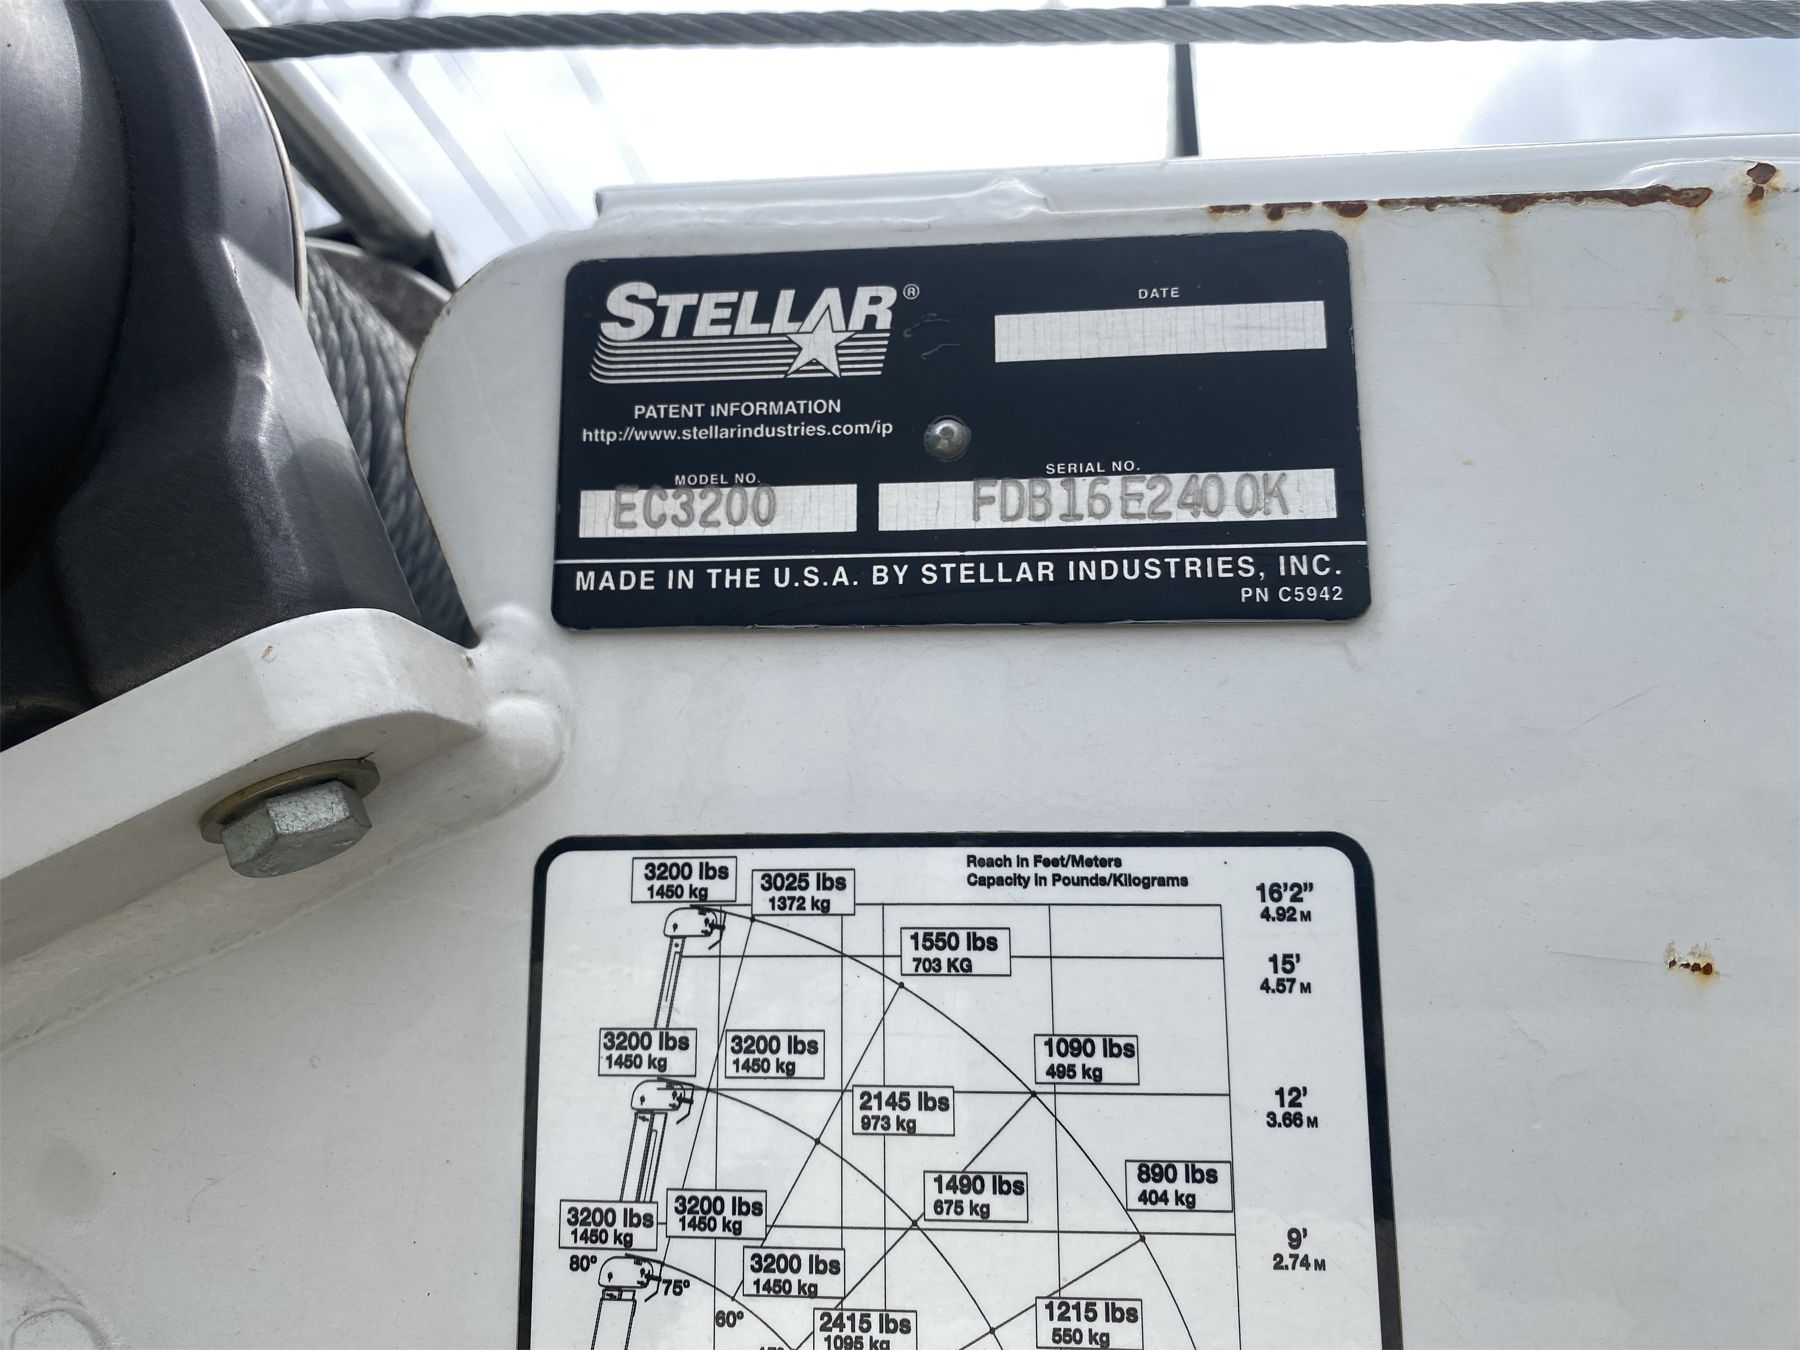 STELLAR®
DATE
PATENT INFORMATION
http://www.stellarindustries.com/ip
MODEL NO.
SERIAL NO.
EC3200
FDB16E2400K
MADE IN THE U.S.A. BY STELLAR INDUSTRIES, INC.
PN C5942
Reach in Feet/Meters
Capacity in Pounds/Kilograms
3200 lbs
1450 kg
3025 lbs
1372 kg
16'2"
4.92 M
1550 lbs
703 KG
15'
4.57 M
3200 lbs
1450 kg
3200 lbs
1450 kg
1090 lbs
495 kg
12'
3.66 M
2145 lbs
973 kg
1490 lbs
675 kg
890 lbs
404 kg
3200 lbs
1450 kg
3200 lbs
1450 kg
9'
2.74 M
80°
75°
3200 lbs
1450 kg
60°
2415 lbs
1095 kg
1215 lbs
550 kg